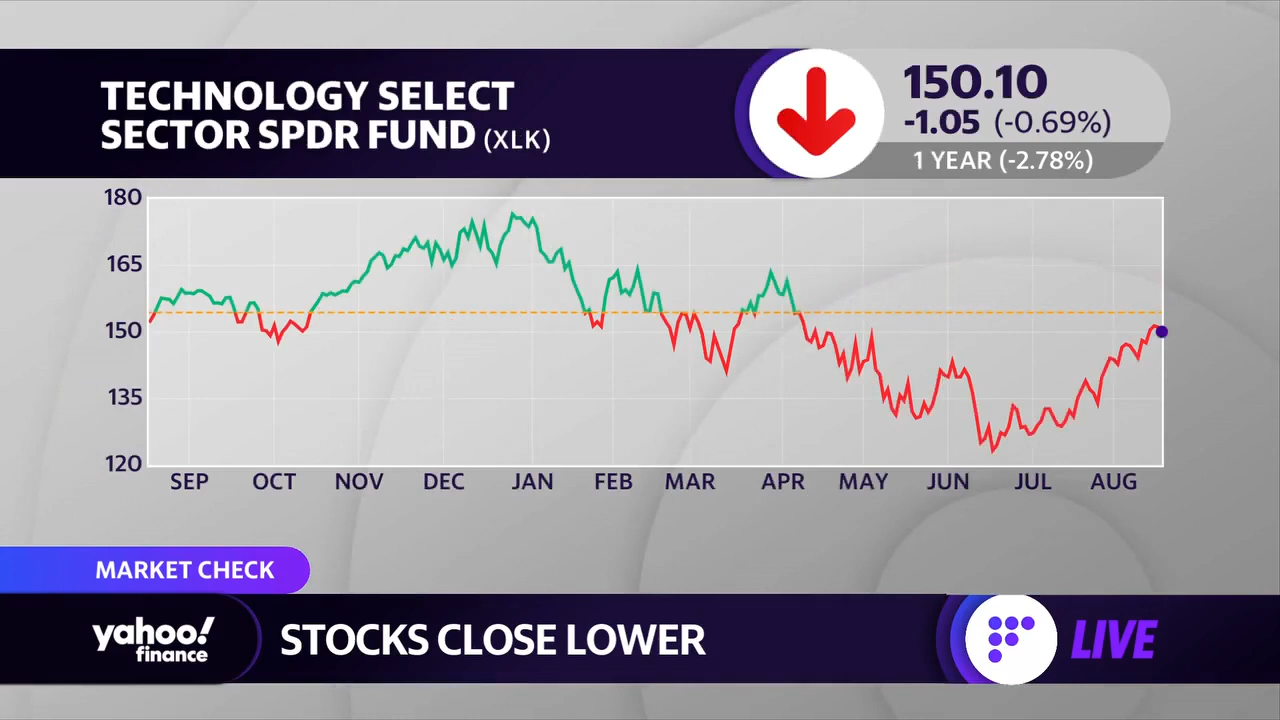 TECHNOLOGY SELECT
SECTOR SPDR FUND (XLK)
150.10
-1.05 (-0.69%)
1 YEAR (-2.78%)
180
165
150
135
120
SEP OCT NOV DEC JAN FEB MAR APR MAY JUN JUL AUG
MARKET CHECK
yahoo!
finance
STOCKS CLOSE LOWER
LIVE